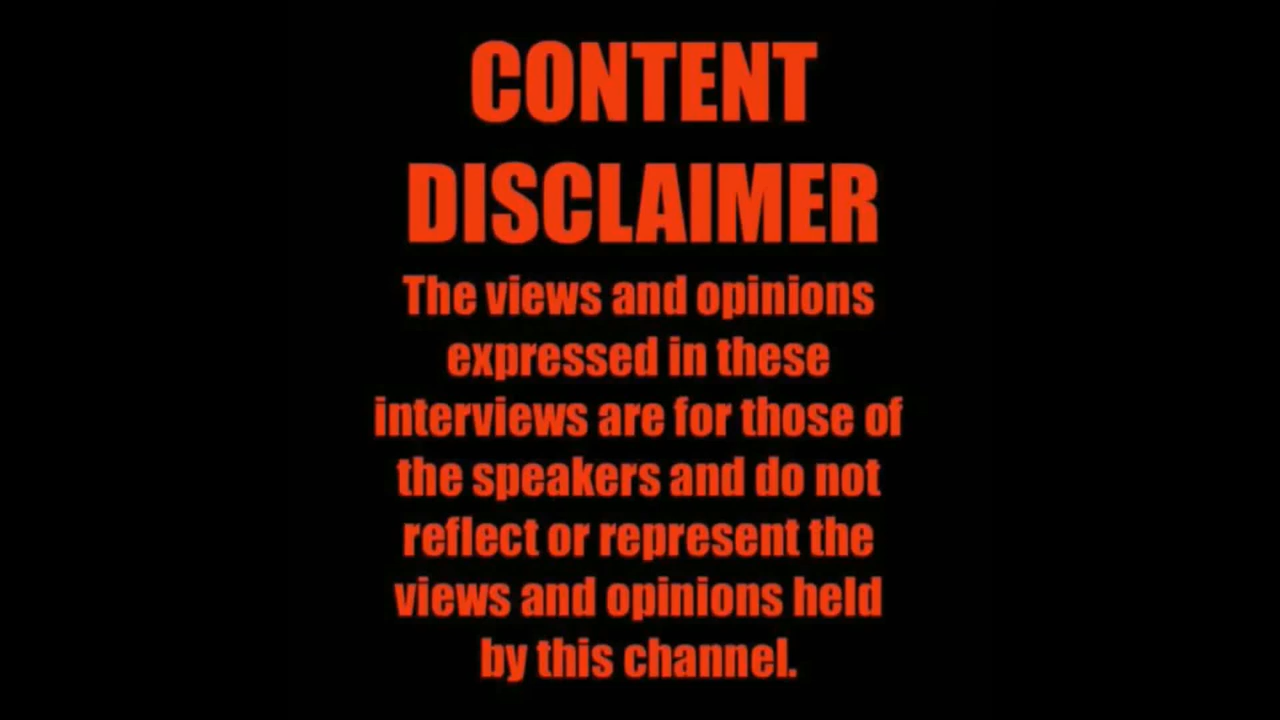 CONTENT
DISCLAIMER
The views and opinions
expressed in these
interviews are for those of
the speakers and do not
reflect or represent the
views and opinions held
by this channel.